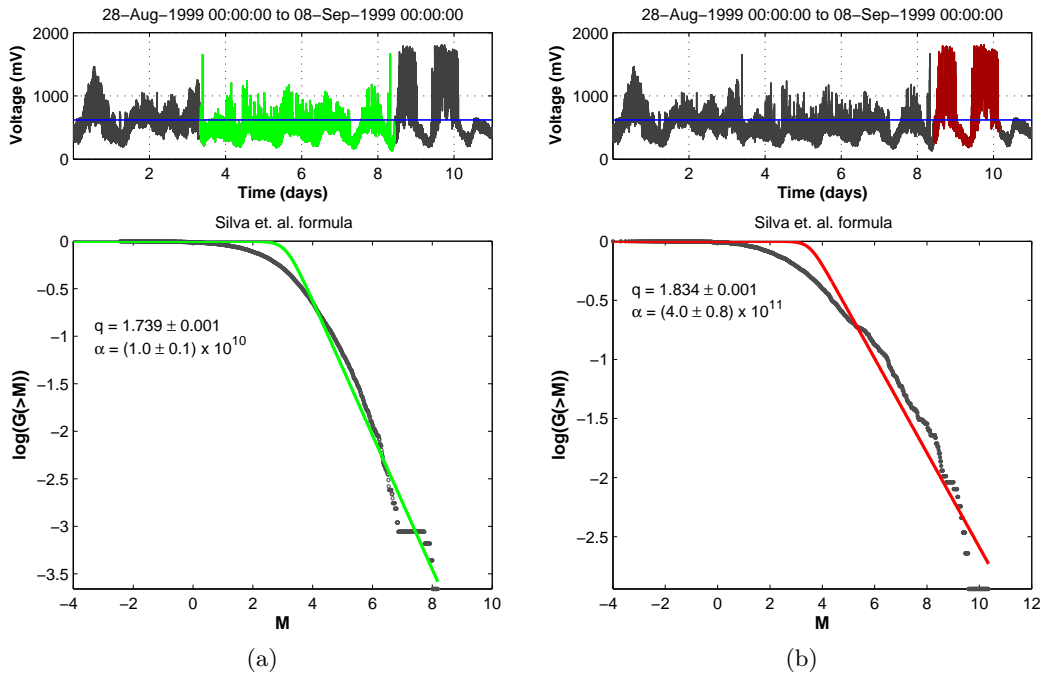 28−Aug−1999 00:00:00 to 08−Sep−1999 00:00:00
2000
1000
0
Voltage (mV)
2 4 6 8 10
Time (days)
Silva et. al. formula
0
−0.5
−1
−1.5
−2
−2.5
−3
−3.5
log(G(>M))
q = 1.739 ± 0.001
α = (1.0 ± 0.1) x 10^10
−4 −2 0 2 4 6 8 10
M
(a)
28−Aug−1999 00:00:00 to 08−Sep−1999 00:00:00
2000
1000
0
Voltage (mV)
2 4 6 8 10
Time (days)
Silva et. al. formula
0
−0.5
−1
−1.5
−2
−2.5
log(G(>M))
q = 1.834 ± 0.001
α = (4.0 ± 0.8) x 10^11
−4 −2 0 2 4 6 8 10 12
M
(b)